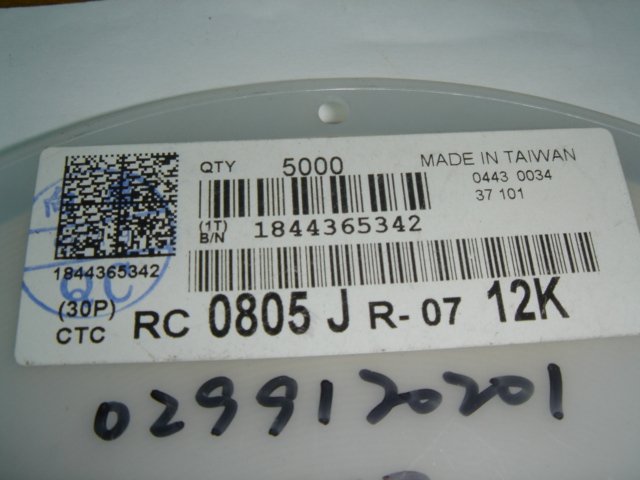 QTY 5000 MADE IN TAIWAN
0443 0034
37 101
(1T)
B/N 1844365342
1844365342
QC
(30P)
CTC RC 0805 J R- 07 12K
0299120201